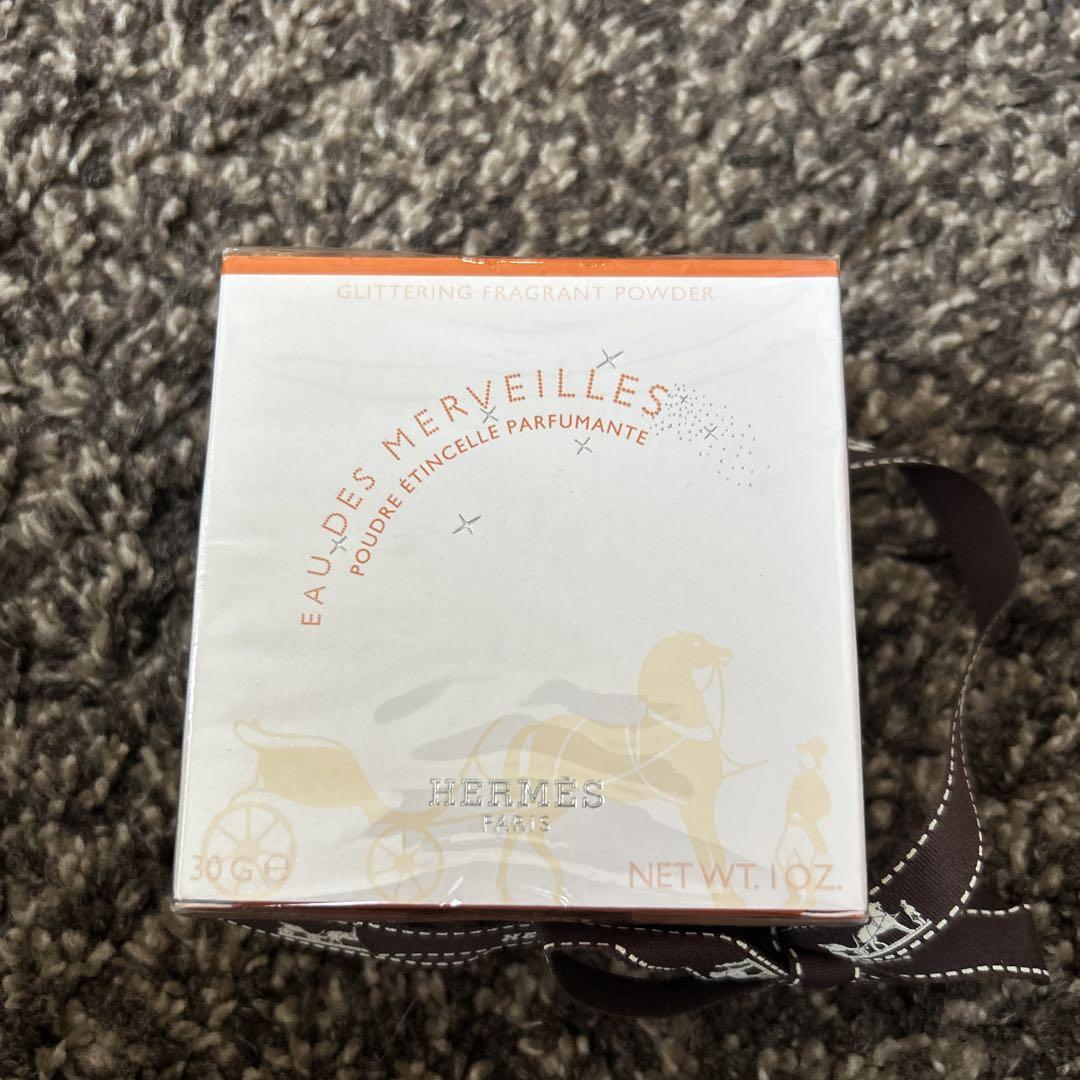 GLITTERING FRAGRANT POWDER
EAU DES MERVEILLES
POUDRE ÉTINCELLE PARFUMANTE
HERMÈS
PARIS
30 G ℮
NET WT. 1 OZ.